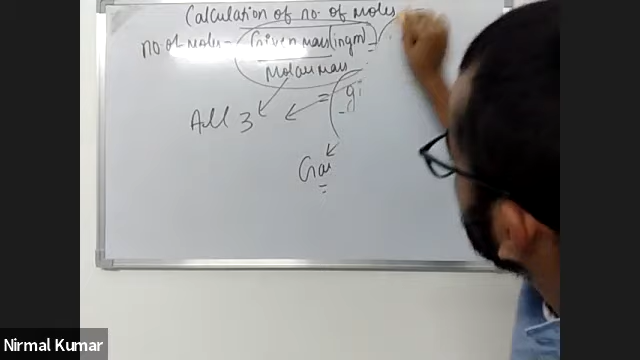 Calculation of no. of moles
no. of moles = Given mass (in gm)
Molar mass
All 3
Gas
Nirmal Kumar